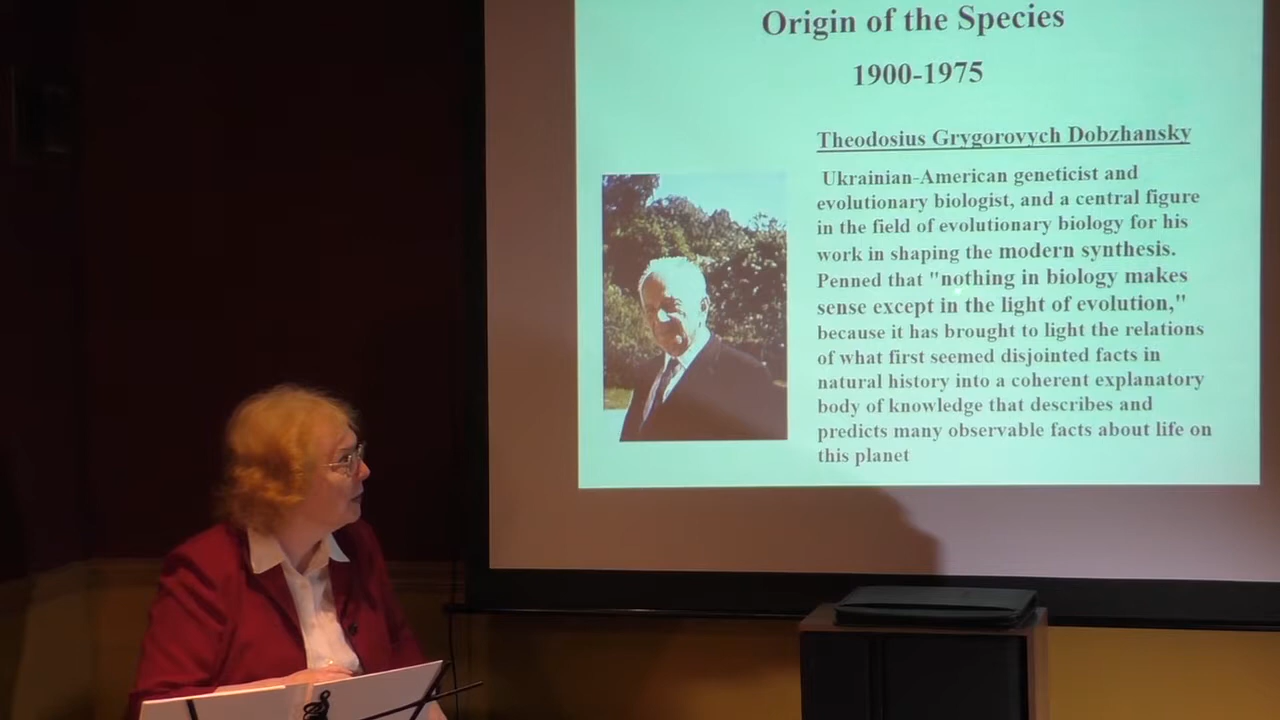 Origin of the Species
1900-1975
Theodosius Grygorovych Dobzhansky
Ukrainian-American geneticist and
evolutionary biologist, and a central figure
in the field of evolutionary biology for his
work in shaping the modern synthesis.
Penned that "nothing in biology makes
sense except in the light of evolution,"
because it has brought to light the relations
of what first seemed disjointed facts in
natural history into a coherent explanatory
body of knowledge that describes and
predicts many observable facts about life on
this planet